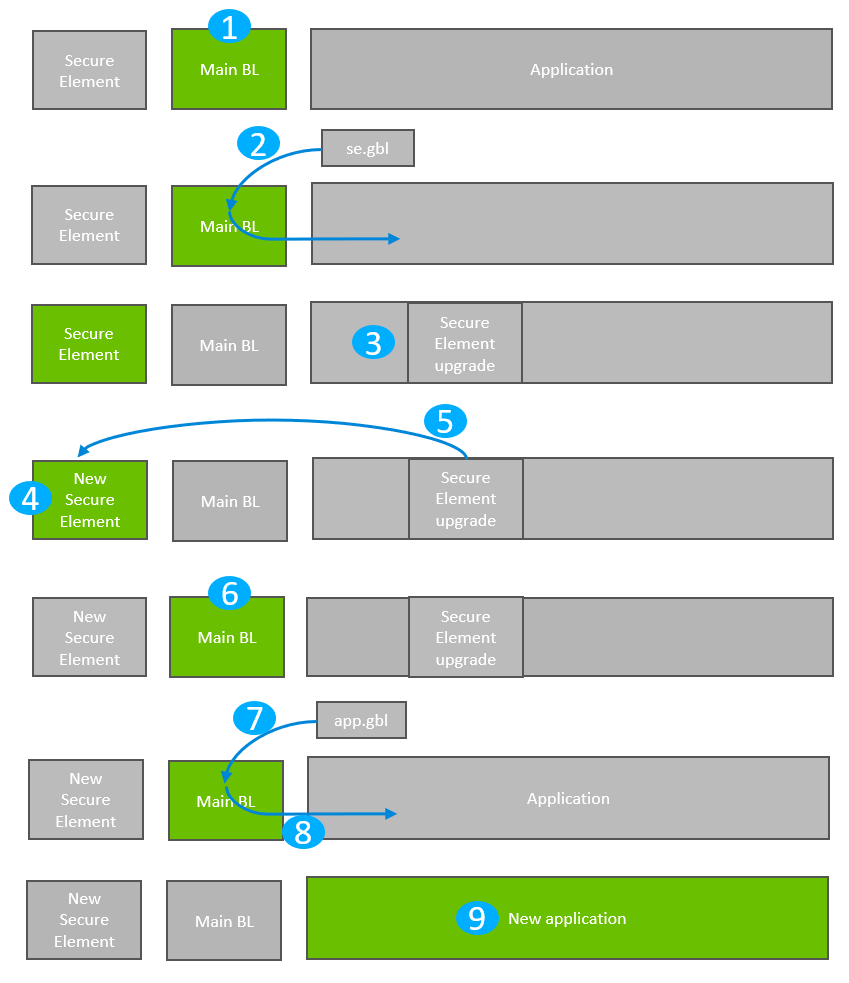 1
Secure
Element
Main BL
Application
2
se.gbl
Secure
Element
Main BL
Secure
Element
Main BL
3
Secure
Element
upgrade
5
4
New
Secure
Element
Main BL
Secure
Element
upgrade
6
New
Secure
Element
Main BL
Secure
Element
upgrade
7
app.gbl
New
Secure
Element
Main BL
8
Application
New
Secure
Element
Main BL
9
New application